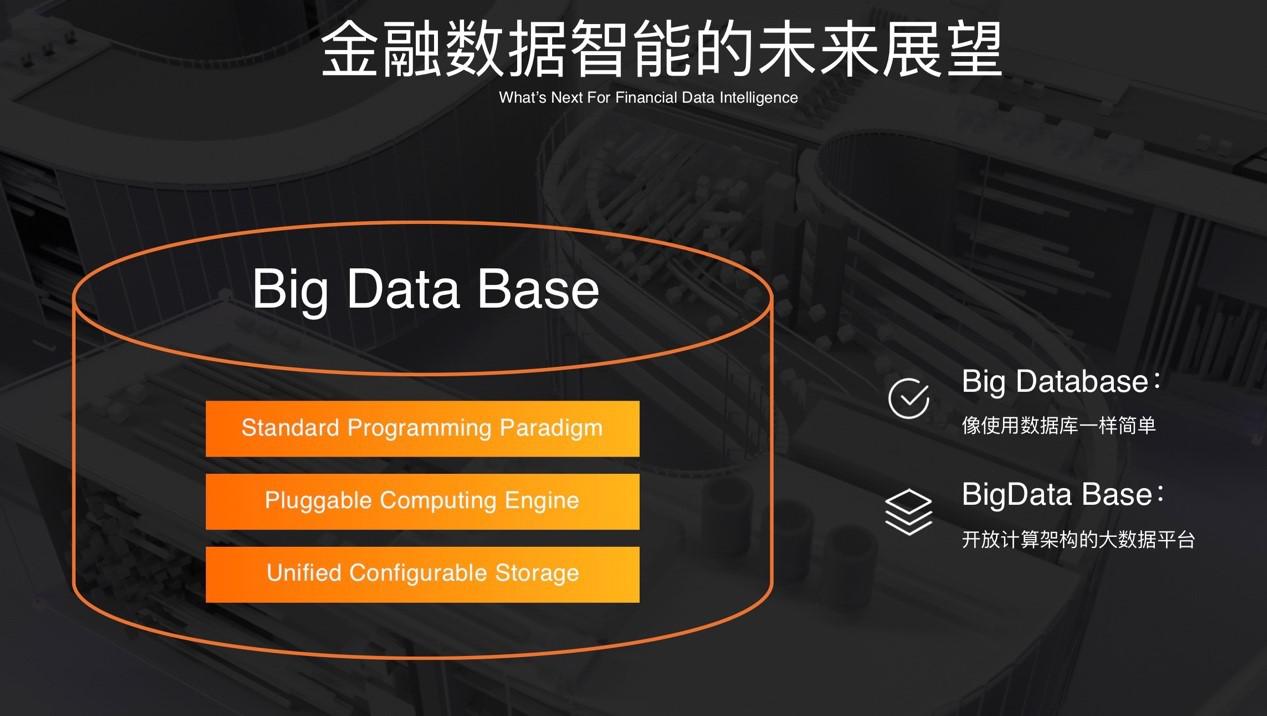 金融数据智能的未来展望
What's Next For Financial Data Intelligence
Big Data Base
Standard Programming Paradigm
Pluggable Computing Engine
Unified Configurable Storage
Big Database：
像使用数据库一样简单
BigData Base：
开放计算架构的大数据平台